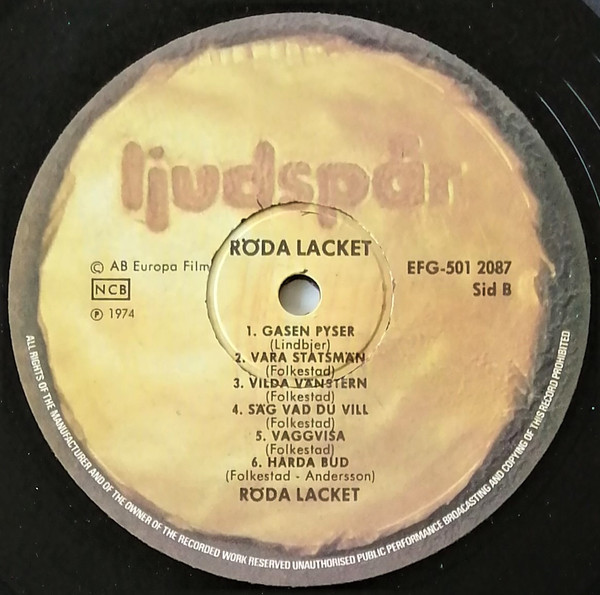 ljudspår
RÖDA LACKET
© AB Europa Film
EFG-501 2087
NCB
Sid B
℗ 1974
1. GASEN PYSER
(Lindbjer)
2. VÅRA STATSMÄN
(Folkestad)
3. VILDA VÄNSTERN
(Folkestad)
4. SÄG VAD DU VILL
(Folkestad)
5. VAGGVISA
(Folkestad)
6. HÅRDA BUD
(Folkestad - Andersson)
RÖDA LACKET
ALL RIGHTS OF THE MANUFACTURER AND OF THE OWNER OF THE RECORDED WORK RESERVED UNAUTHORISED PUBLIC PERFORMANCE BROADCASTING AND COPYING OF THIS RECORD PROHIBITED